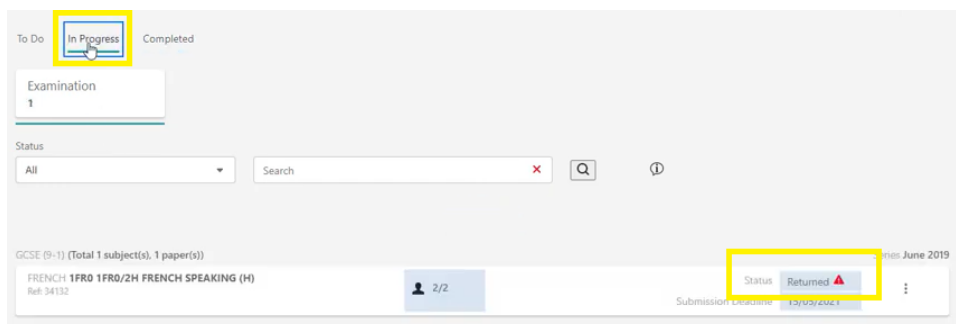 To Do In Progress Completed
Examination
1
Status
All Search
GCSE (9-1) (Total 1 subject(s), 1 paper(s)) June 2019
FRENCH 1FR0 1FR0/2H FRENCH SPEAKING (H)
Ref: 34132
2/2
Status Returned
Submission Deadline 15/05/2021